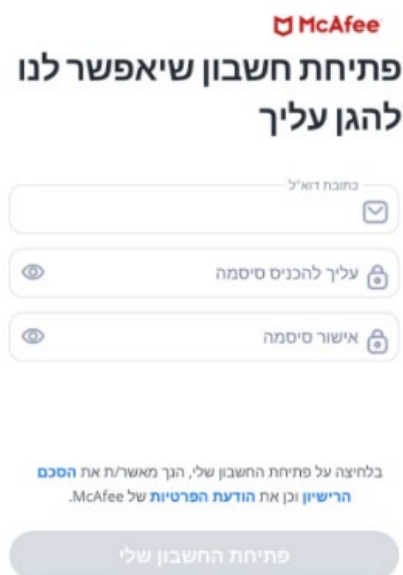 McAfee
פתיחת חשבון שיאפשר לנו
להגן עליך
כתובת דוא"ל
עליך להכניס סיסמה
אישור סיסמה
בלחיצה על פתיחת החשבון שלי, הנך מאשר/ת את הסכם
הרישיון וכן את הודעת הפרטיות של McAfee.
פתיחת החשבון שלי